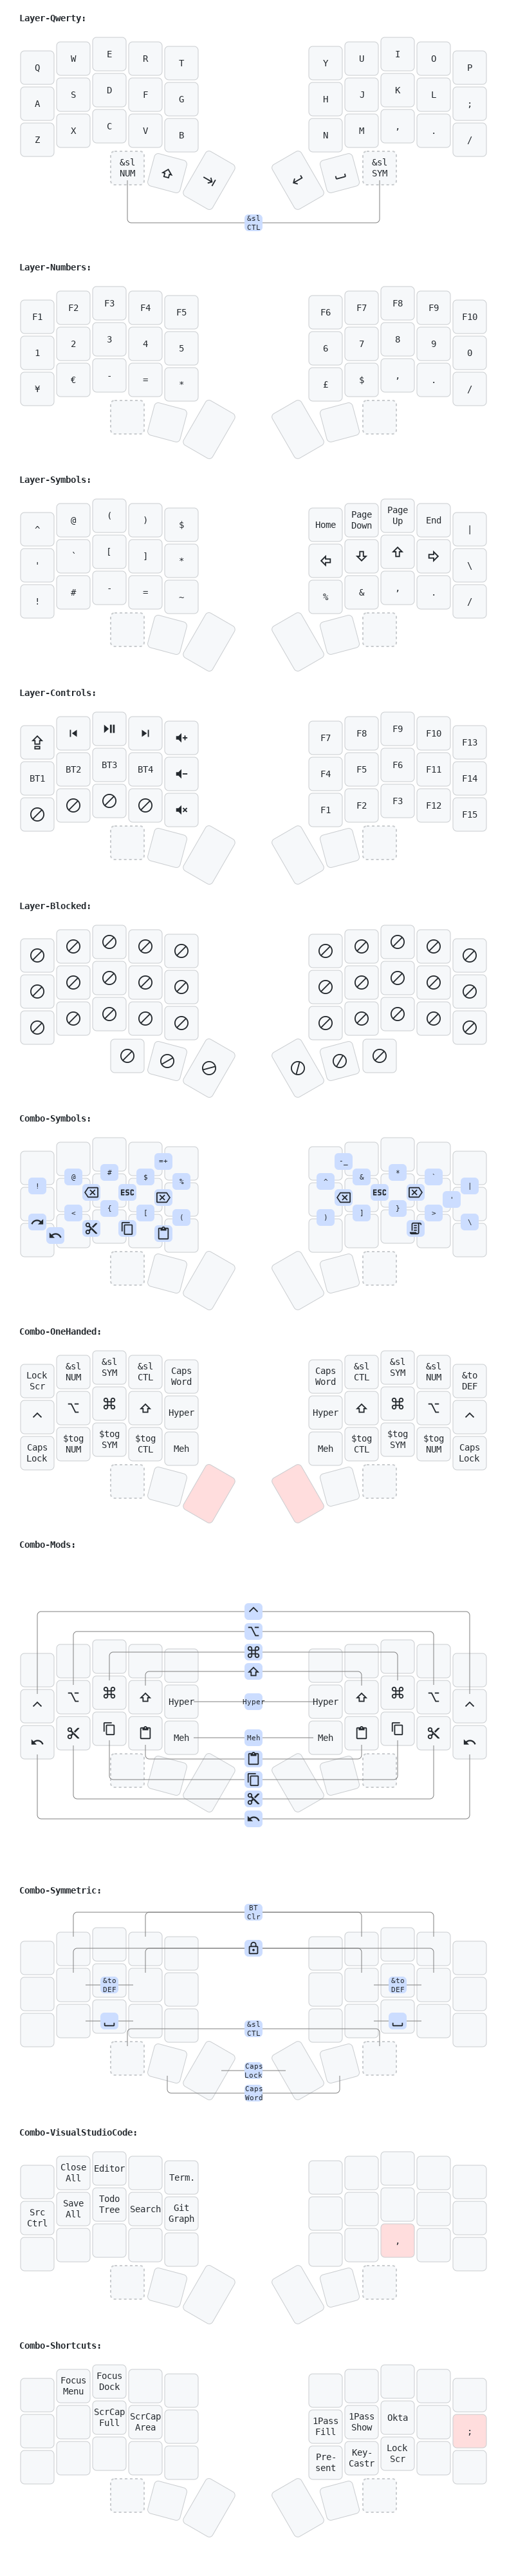 Layer-Qwerty:
Q W E R T Y U I O P
A S D F G H J K L ;
Z X C V B N M , . /
&sl NUM &sl SYM
&sl CTL
Layer-Numbers:
F1 F2 F3 F4 F5 F6 F7 F8 F9 F10
1 2 3 4 5 6 7 8 9 0
¥ € - = * £ $ , . /
Layer-Symbols:
^ @ ( ) $ Home Page Down Page Up End |
' ` [ ] * \
! # - = ~ % & , . /
Layer-Controls:
F7 F8 F9 F10 F13
BT1 BT2 BT3 BT4 F4 F5 F6 F11 F14
F1 F2 F3 F12 F15
Layer-Blocked:
Combo-Symbols:
=+ -_
! @ # $ % ^ & * ` |
ESC ESC '
< { [ ( ) ] } > \
Combo-OneHanded:
Lock Scr &sl NUM &sl SYM &sl CTL Caps Word Caps Word &sl CTL &sl SYM &sl NUM &to DEF
Hyper Hyper
Caps Lock $tog NUM $tog SYM $tog CTL Meh Meh $tog CTL $tog SYM $tog NUM Caps Lock
Combo-Mods:
Hyper Hyper Hyper
Meh Meh Meh
Combo-Symmetric:
BT Clr
&to DEF &to DEF
&sl CTL
Caps Lock
Caps Word
Combo-VisualStudioCode:
Close All Editor Term.
Src Ctrl Save All Todo Tree Search Git Graph
,
Combo-Shortcuts:
Focus Menu Focus Dock
ScrCap Full ScrCap Area 1Pass Fill 1Pass Show Okta ;
Pre-sent Key-Castr Lock Scr